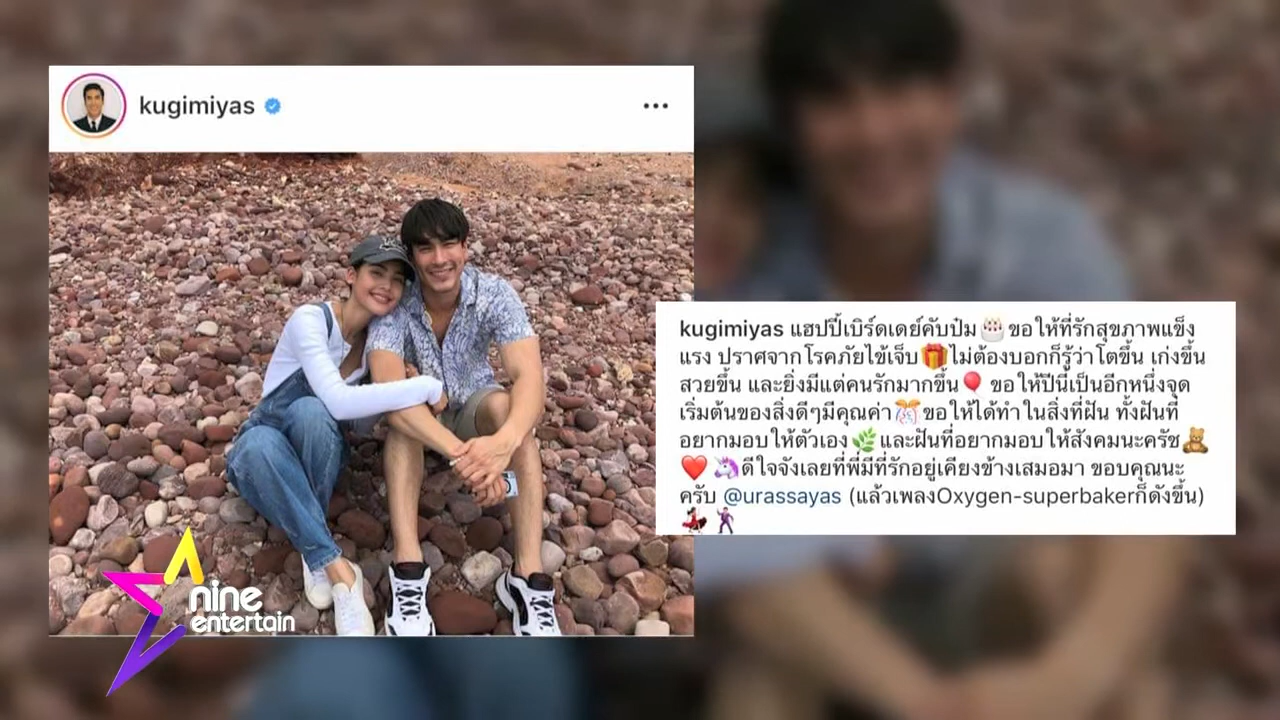 kugimiyas
kugimiyas แฮปปี้เบิร์ดเดย์คับป๋ม 🎂 ขอให้ที่รักสุขภาพแข็ง
แรง ปราศจากโรคภัยไข้เจ็บ🎁ไม่ต้องบอกก็รู้ว่าโตขึ้น เก่งขึ้น
สวยขึ้น และยิ่งมีแต่คนรักมากขึ้น🎈 ขอให้ปีนี้เป็นอีกหนึ่งจุด
เริ่มต้นของสิ่งดีๆมีคุณค่า🎊ขอให้ได้ทำในสิ่งที่ฝัน ทั้งฝันที่
อยากมอบให้ตัวเอง 🌿และฝันที่อยากมอบให้สังคมนะครัช🧸
❤️🦄ดีใจจังเลยที่พี่มีที่รักอยู่เคียงข้างเสมอมา ขอบคุณนะ
ครับ @urassayas (แล้วเพลงOxygen-superbakerก็ดังขึ้น)
💃🕺
nine
entertain